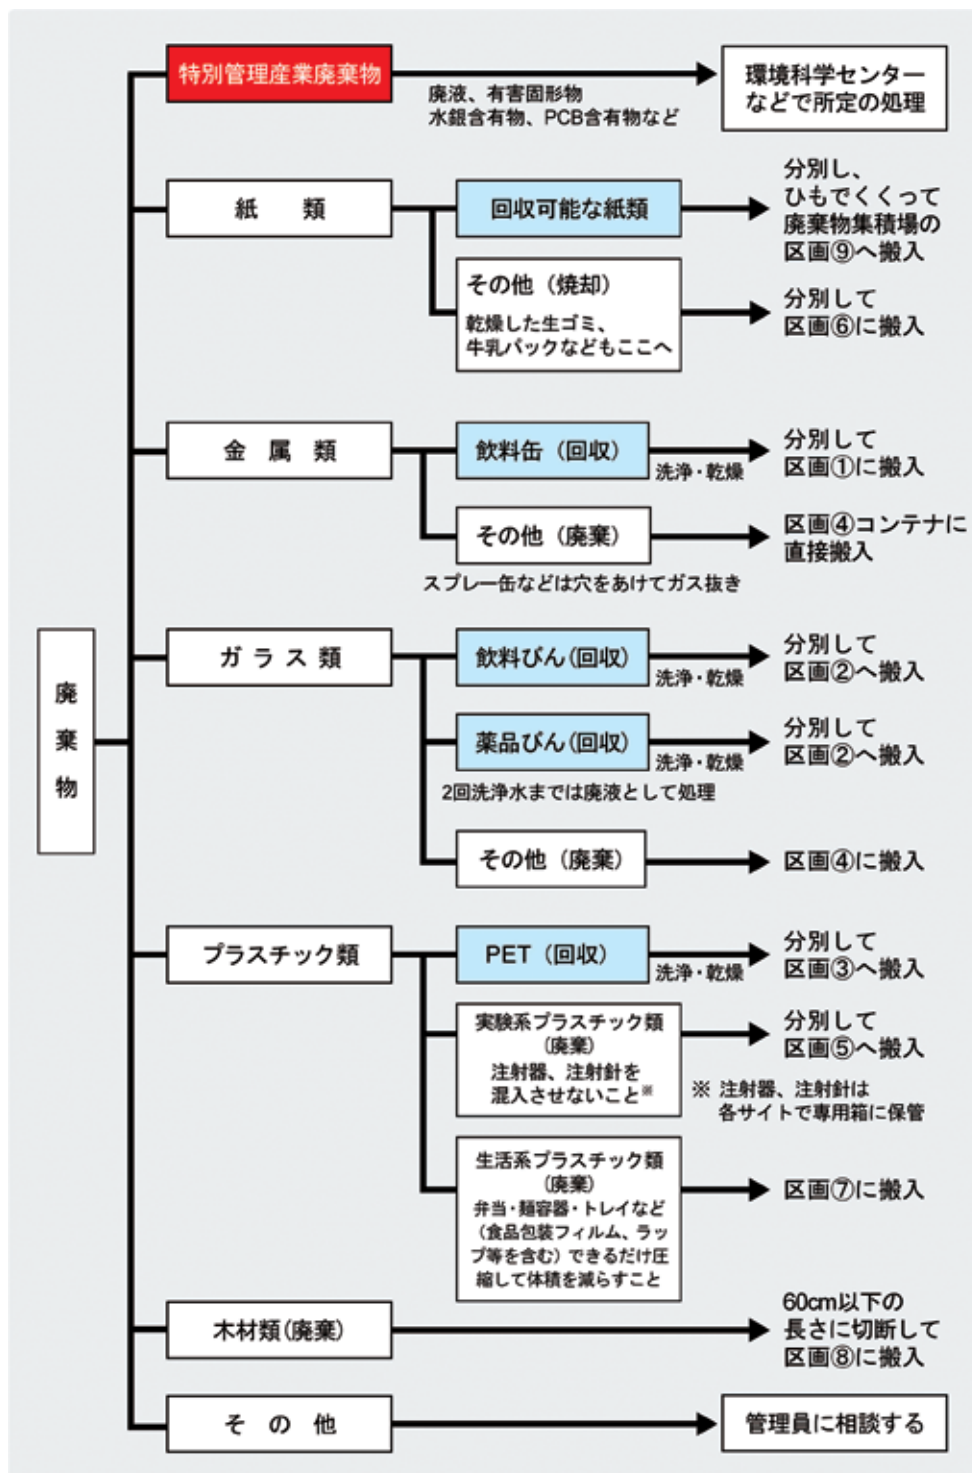 廃棄物
特別管理産業廃棄物
廃液、有害固形物
水銀含有物、PCB含有物など
環境科学センター
などで所定の処理
紙類
回収可能な紙類
分別し、
ひもでくくって
廃棄物集積場の
区画⑨へ搬入
その他（焼却）
乾燥した生ゴミ、
牛乳パックなどもここへ
分別して
区画⑥に搬入
金属類
飲料缶（回収）
洗浄・乾燥
分別して
区画①に搬入
その他（廃棄）
スプレー缶などは穴をあけてガス抜き
区画④コンテナに
直接搬入
ガラス類
飲料びん（回収）
洗浄・乾燥
分別して
区画②へ搬入
薬品びん（回収）
洗浄・乾燥
2回洗浄水までは廃液として処理
分別して
区画②へ搬入
その他（廃棄）
区画④に搬入
プラスチック類
PET（回収）
洗浄・乾燥
分別して
区画③へ搬入
実験系プラスチック類
（廃棄）
注射器、注射針を
混入させないこと※
分別して
区画⑤へ搬入
※ 注射器、注射針は
各サイトで専用箱に保管
生活系プラスチック類
（廃棄）
弁当・麺容器・トレイなど
（食品包装フィルム、ラッ
プ等を含む）できるだけ圧
縮して体積を減らすこと
区画⑦に搬入
木材類（廃棄）
60cm以下の
長さに切断して
区画⑧に搬入
その他
管理員に相談する